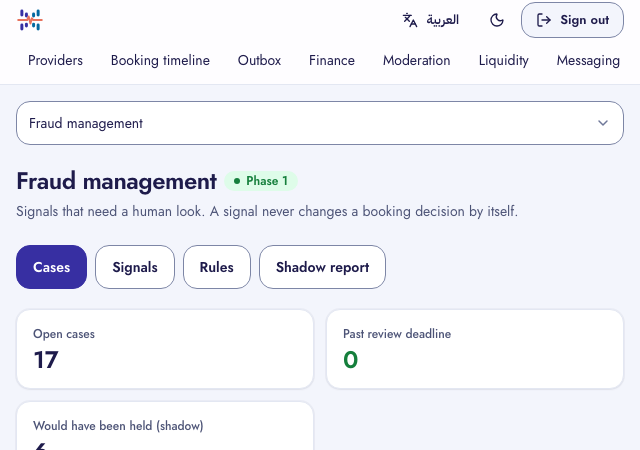 العربية
Sign out
Providers Booking timeline Outbox Finance Moderation Liquidity Messaging
Fraud management
Fraud management Phase 1
Signals that need a human look. A signal never changes a booking decision by itself.
Cases Signals Rules Shadow report
Open cases
17
Past review deadline
0
Would have been held (shadow)